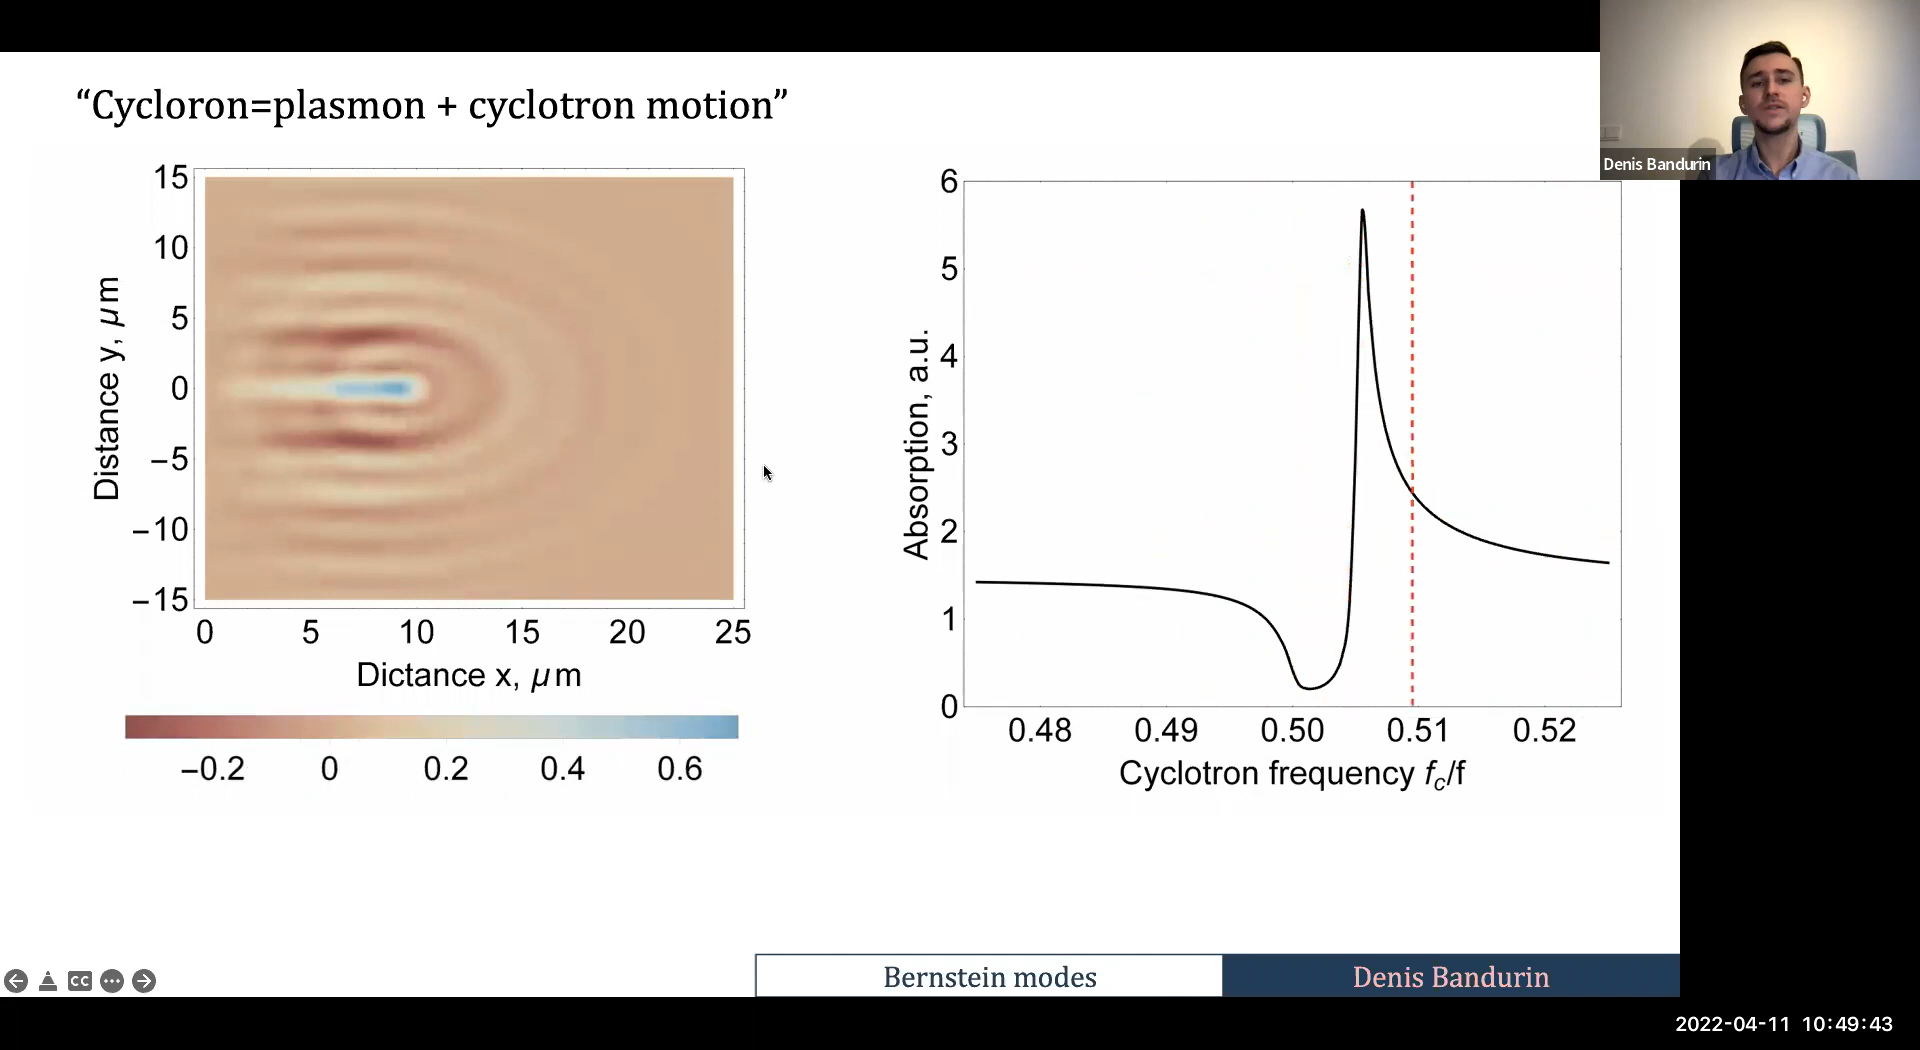 “Cycloron=plasmon + cyclotron motion”
Denis Bandurin
15
10
5
0
−5
−10
−15
Distance y, μm
0 5 10 15 20 25
Dictance x, μm
−0.2 0 0.2 0.4 0.6
6
5
4
3
2
1
0
Absorption, a.u.
0.48 0.49 0.50 0.51 0.52
Cyclotron frequency fc/f
CC
Bernstein modes
Denis Bandurin
2022-04-11 10:49:43